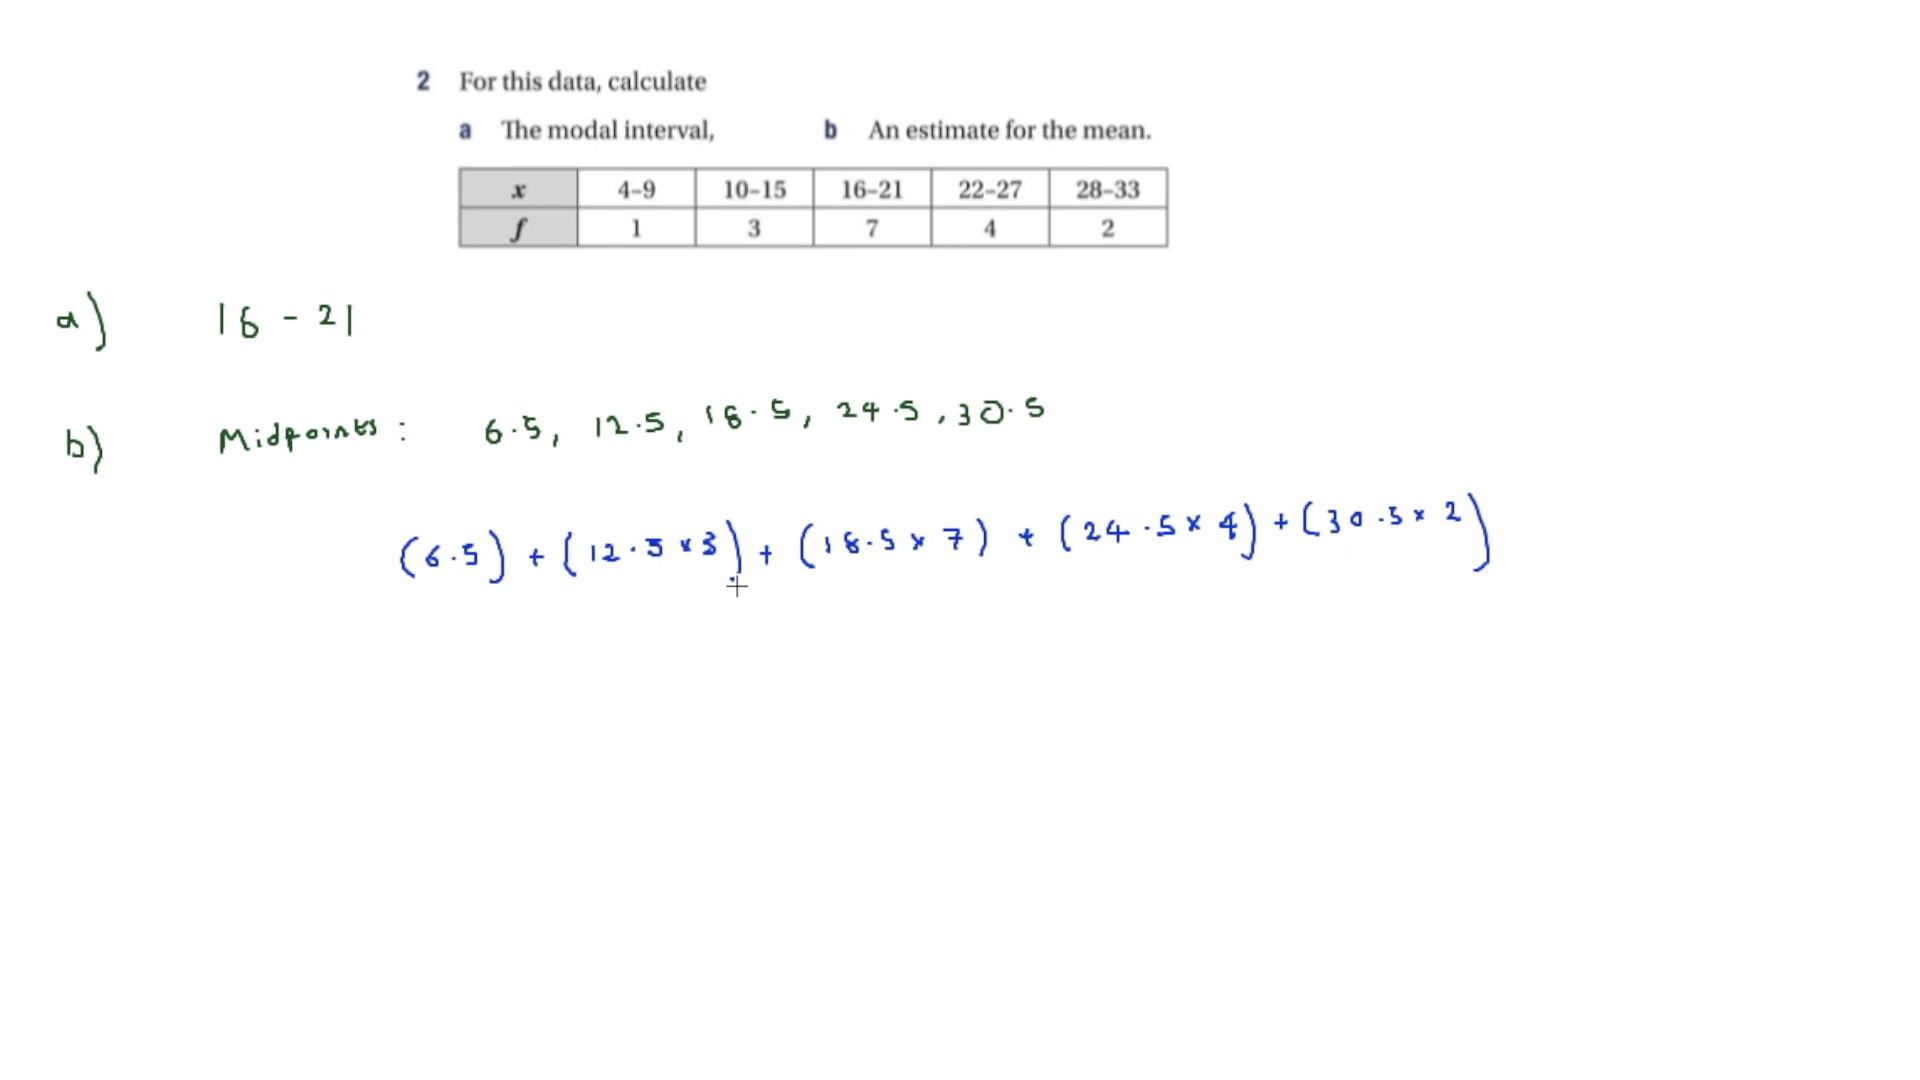 2 For this data, calculate
a The modal interval, b An estimate for the mean.
x 4–9 10–15 16–21 22–27 28–33
f 1 3 7 4 2
a) 16 - 21
b) Midpoints : 6.5, 12.5, 18.5, 24.5, 30.5
(6.5) + (12.5 × 3) + (18.5 × 7) + (24.5 × 4) + (30.5 × 2)